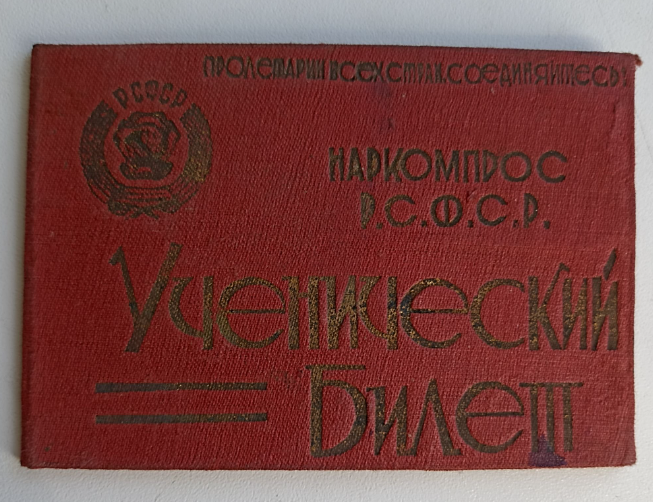 ПРОЛЕТАРИИ ВСЕХ СТРАН, СОЕДИНЯЙТЕСЬ!
РСФСР
НАРКОМПРОС
Р.С.Ф.С.Р.
Ученический
Билет